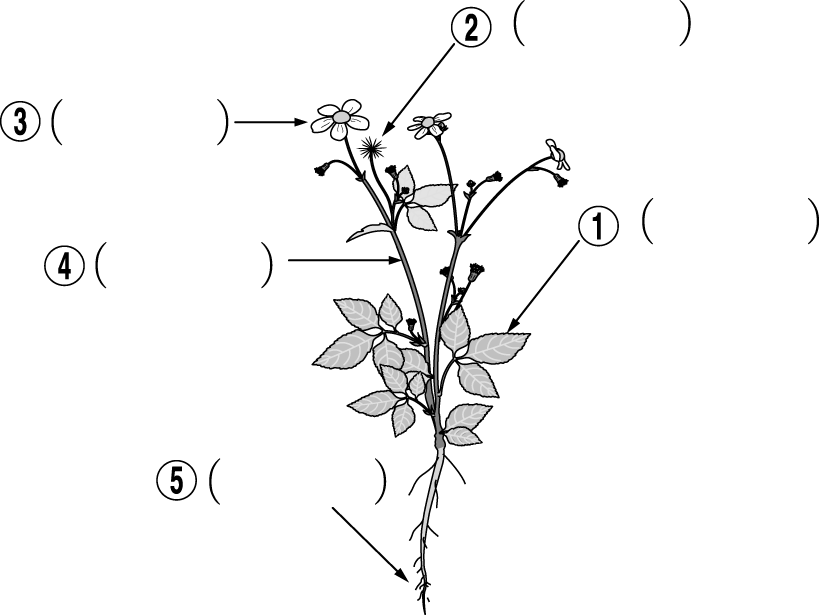 ② ( )
③ ( )
① ( )
④ ( )
⑤ ( )